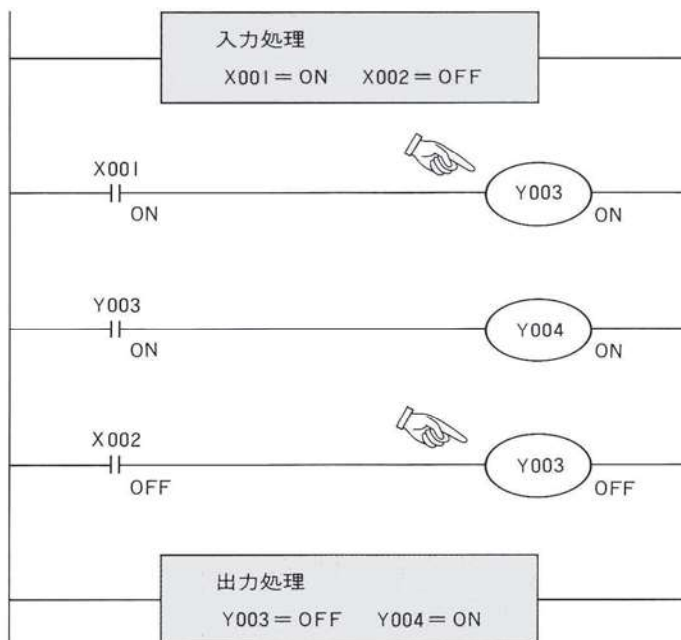 入力処理
X001=ON X002=OFF
X001
ON
Y003
ON
Y003
ON
Y004
ON
X002
OFF
Y003
OFF
出力処理
Y003=OFF Y004=ON